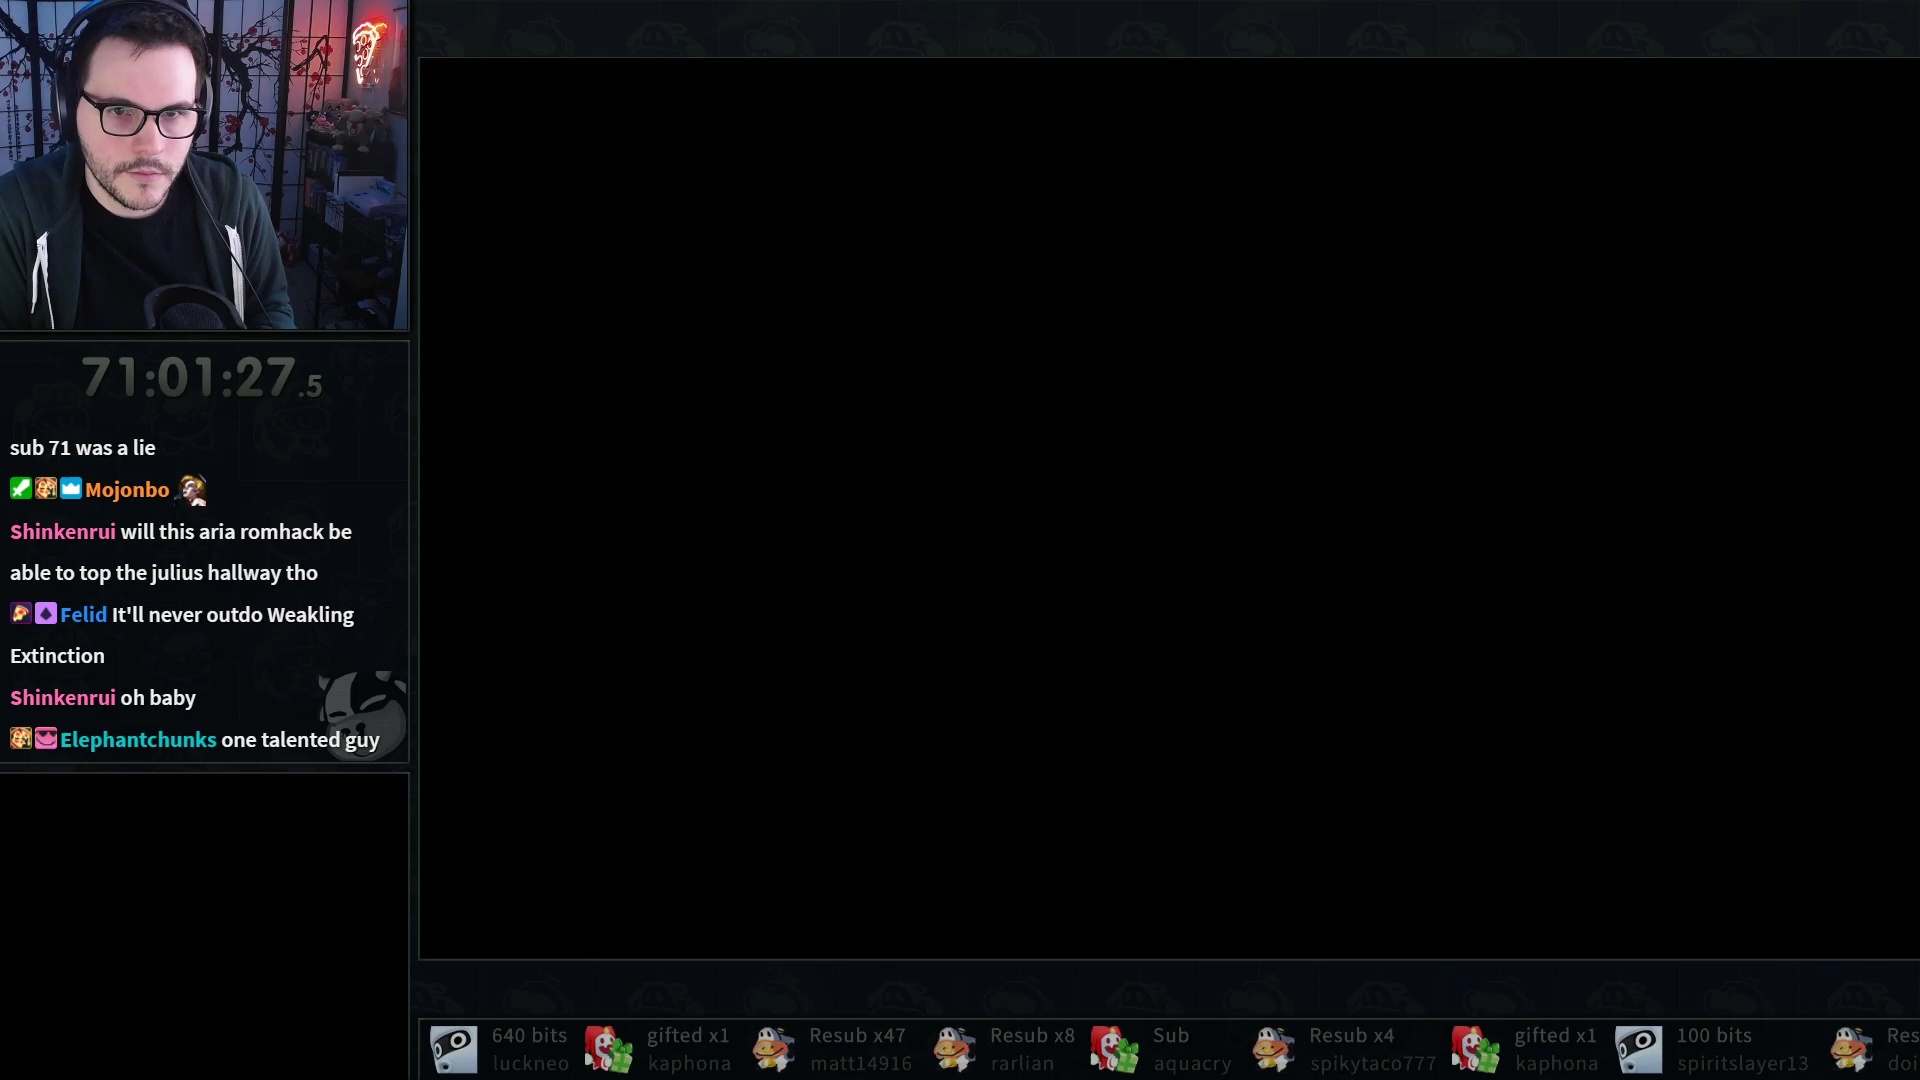 71:01:27.5
sub 71 was a lie
Mojonbo
Shinkenrui will this aria romhack be
able to top the julius hallway tho
Felid It'll never outdo Weakling
Extinction
Shinkenrui oh baby
Elephantchunks one talented guy
640 bits
luckneo
gifted x1
kaphona
Resub x47
matt14916
Resub x8
rarlian
Sub
aquacry
Resub x4
spikytaco777
gifted x1
kaphona
100 bits
spiritslayer13
Res
doi